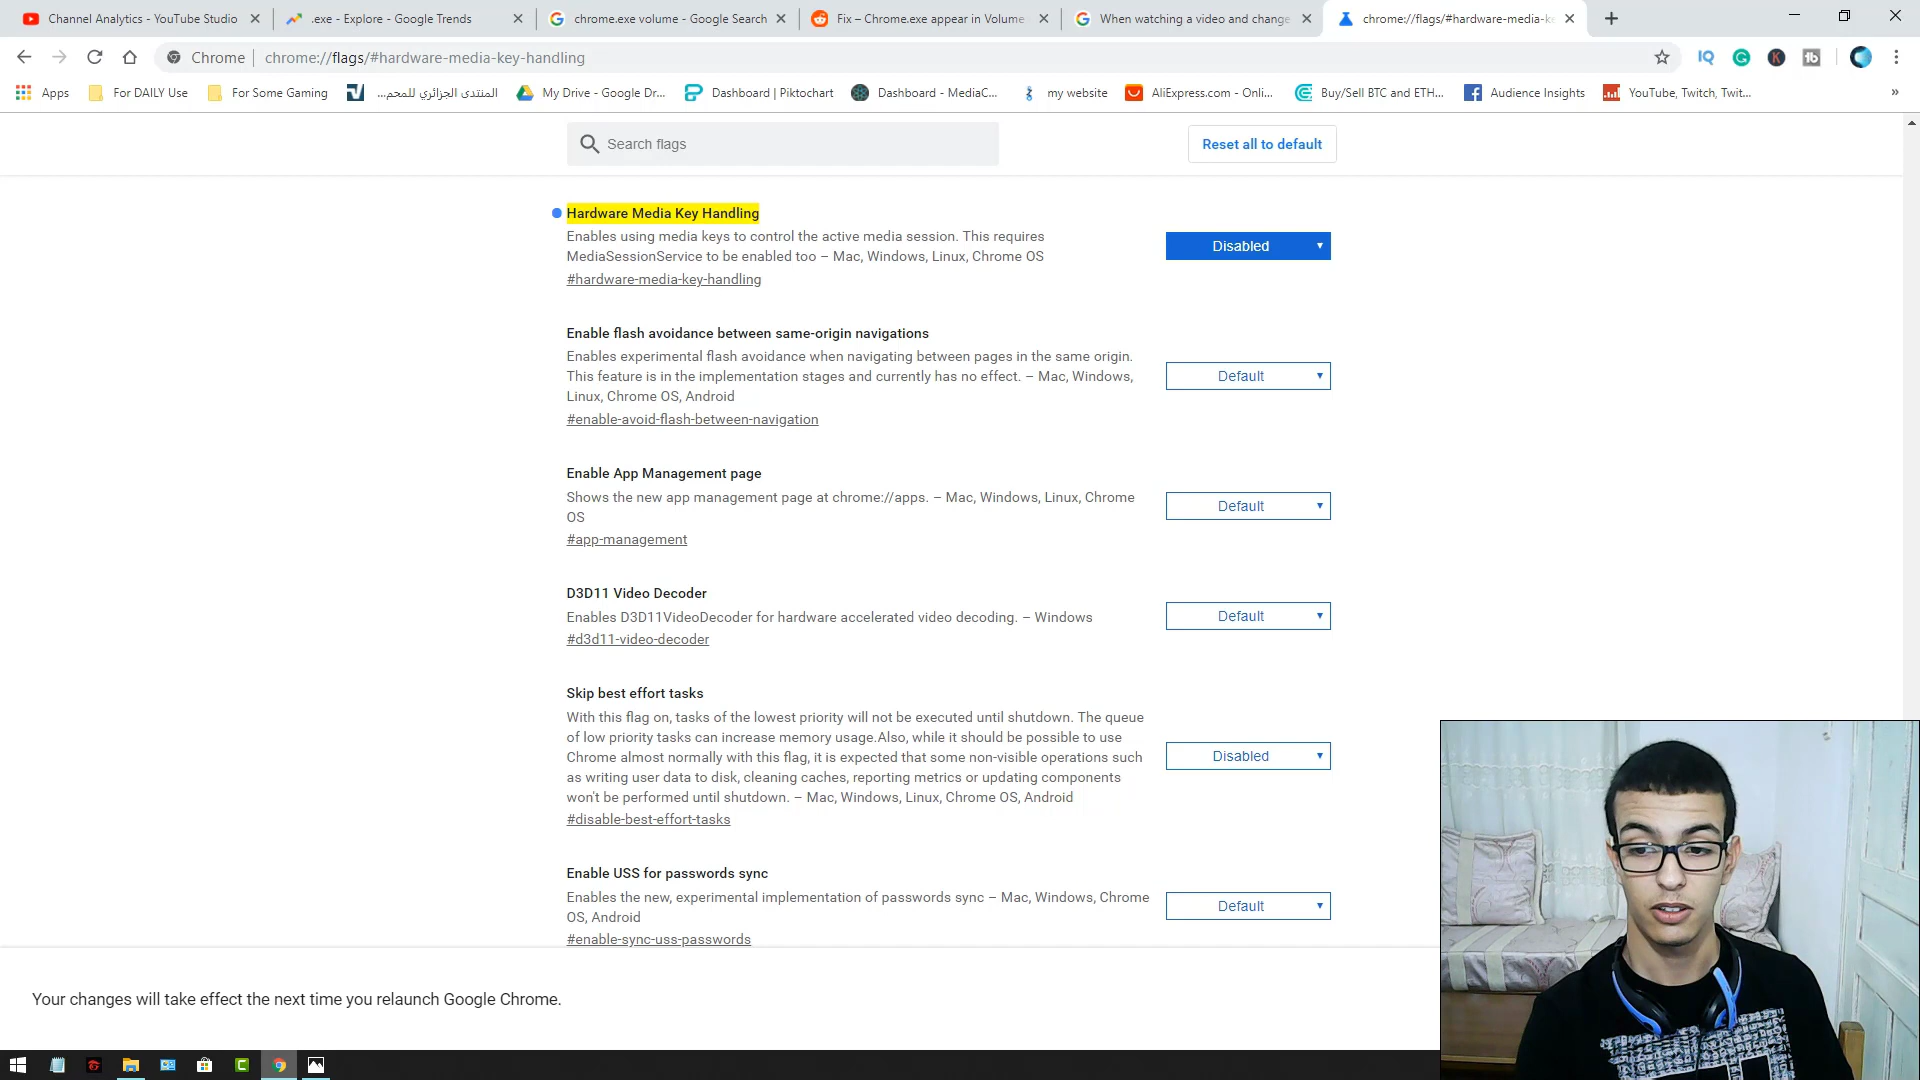 Channel Analytics - YouTube Studio
.exe - Explore - Google Trends
chrome.exe volume - Google Search
Fix – Chrome.exe appear in Volume
When watching a video and change
chrome://flags/#hardware-media-ke
Chrome
chrome://flags/#hardware-media-key-handling
Apps
For DAILY Use
For Some Gaming
المنتدى الجزائري للمحم...
My Drive - Google Dr...
Dashboard | Piktochart
Dashboard - MediaC...
my website
AliExpress.com - Onli...
Buy/Sell BTC and ETH...
Audience Insights
YouTube, Twitch, Twit...
Search flags
Reset all to default
Hardware Media Key Handling
Enables using media keys to control the active media session. This requires
MediaSessionService to be enabled too – Mac, Windows, Linux, Chrome OS
#hardware-media-key-handling
Disabled
Enable flash avoidance between same-origin navigations
Enables experimental flash avoidance when navigating between pages in the same origin.
This feature is in the implementation stages and currently has no effect. – Mac, Windows,
Linux, Chrome OS, Android
#enable-avoid-flash-between-navigation
Default
Enable App Management page
Shows the new app management page at chrome://apps. – Mac, Windows, Linux, Chrome
OS
#app-management
Default
D3D11 Video Decoder
Enables D3D11VideoDecoder for hardware accelerated video decoding. – Windows
#d3d11-video-decoder
Default
Skip best effort tasks
With this flag on, tasks of the lowest priority will not be executed until shutdown. The queue
of low priority tasks can increase memory usage.Also, while it should be possible to use
Chrome almost normally with this flag, it is expected that some non-visible operations such
as writing user data to disk, cleaning caches, reporting metrics or updating components
won't be performed until shutdown. – Mac, Windows, Linux, Chrome OS, Android
#disable-best-effort-tasks
Disabled
Enable USS for passwords sync
Enables the new, experimental implementation of passwords sync – Mac, Windows, Chrome
OS, Android
#enable-sync-uss-passwords
Default
Your changes will take effect the next time you relaunch Google Chrome.